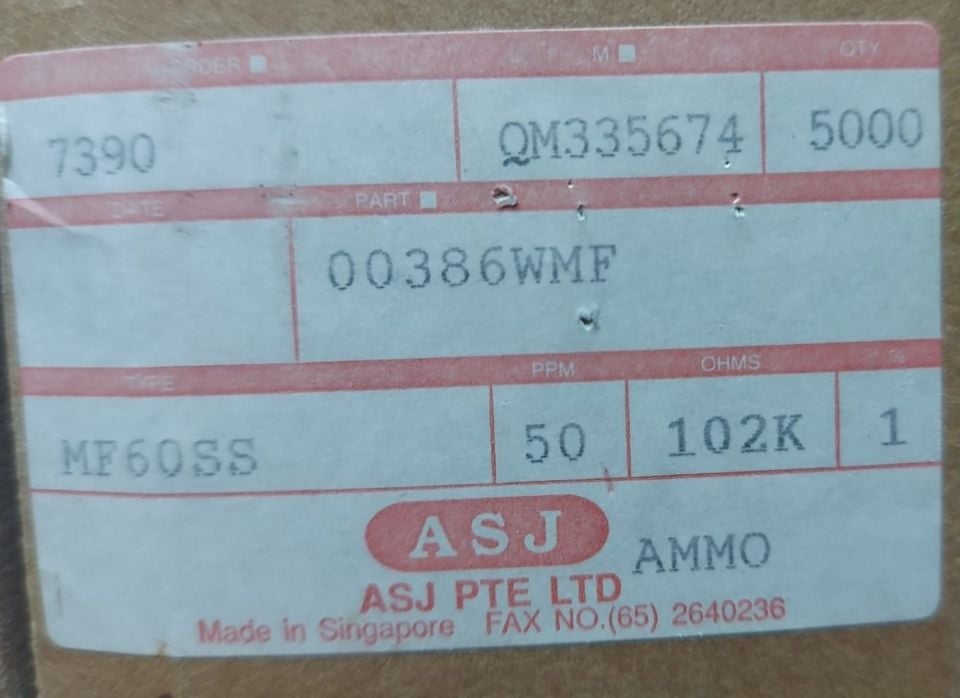 ORDER M QTY
7390 QM335674 5000
DATE PART
00386WMF
TYPE PPM OHMS %
MF60SS 50 102K 1
ASJ AMMO
ASJ PTE LTD
Made in Singapore FAX NO.(65) 2640236